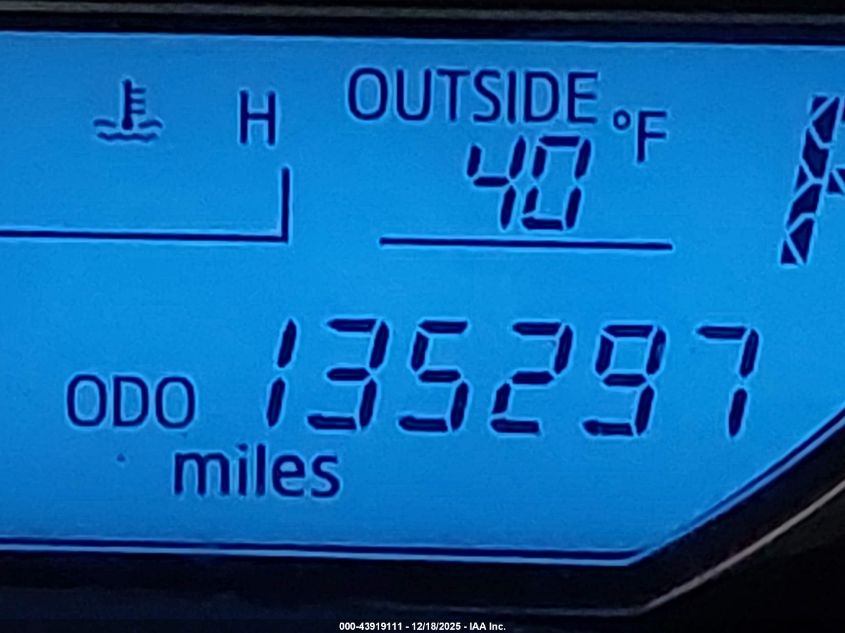 H
OUTSIDE
40 °F
ODO 135297
miles
000-43919111 - 12/18/2025 - IAA Inc.